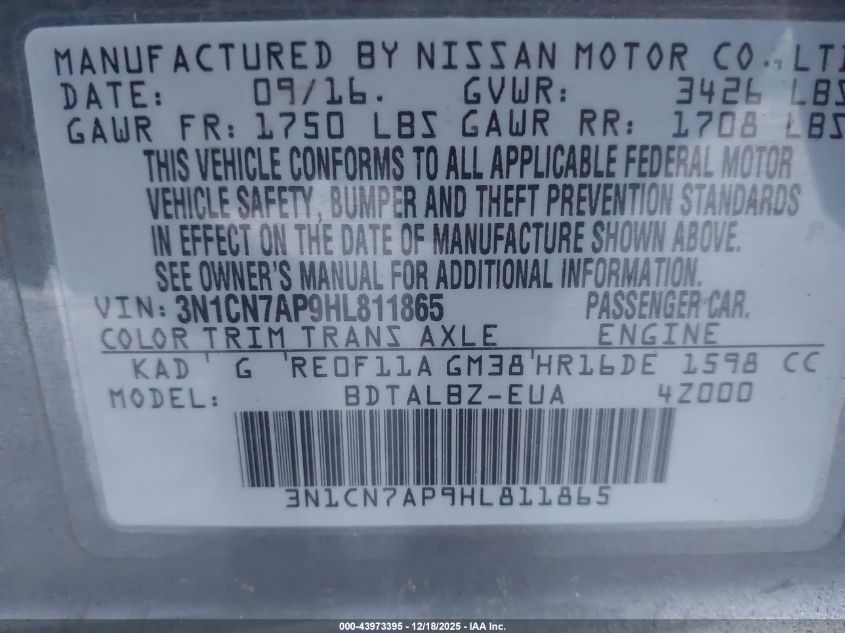 MANUFACTURED BY NISSAN MOTOR CO., LT
DATE: 09/16. GVWR: 3426 LBS
GAWR FR: 1750 LBS GAWR RR: 1708 LBS
THIS VEHICLE CONFORMS TO ALL APPLICABLE FEDERAL MOTOR
VEHICLE SAFETY, BUMPER AND THEFT PREVENTION STANDARDS
IN EFFECT ON THE DATE OF MANUFACTURE SHOWN ABOVE.
SEE OWNER'S MANUAL FOR ADDITIONAL INFORMATION.
VIN: 3N1CN7AP9HL811865 PASSENGER CAR.
COLOR TRIM TRANS AXLE ENGINE
KAD ' G 'RE0F11A GM38'HR16DE 1598 CC
MODEL: BDTALBZ-EUA 4Z000
3N1CN7AP9HL811865
000-43973395 - 12/18/2025 - IAA Inc.